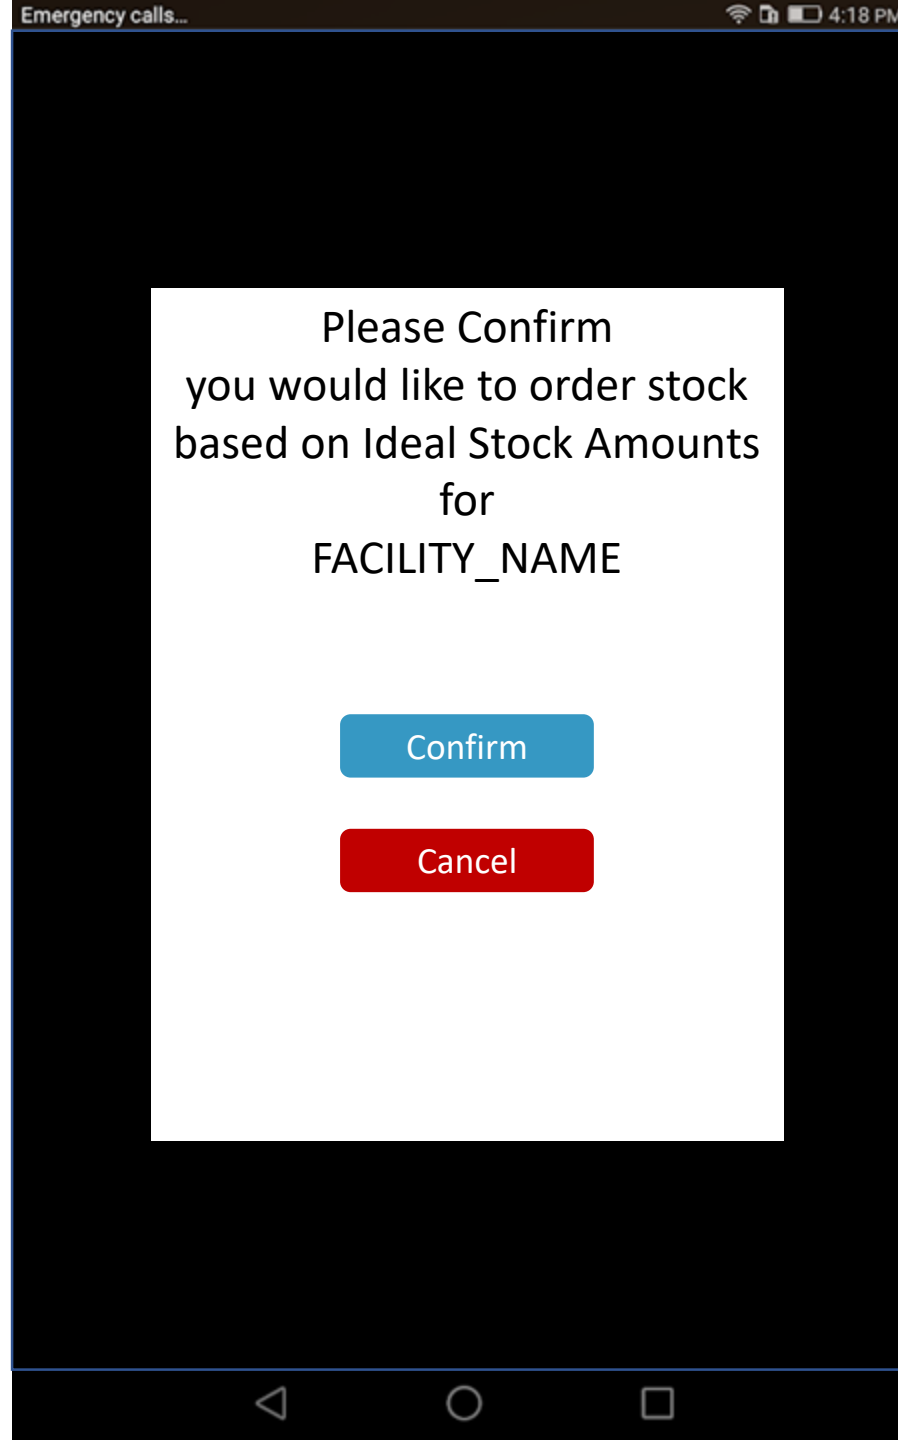 Emergency calls... 4:18 PM
Please Confirm
you would like to order stock
based on Ideal Stock Amounts
for
FACILITY_NAME
Confirm
Cancel